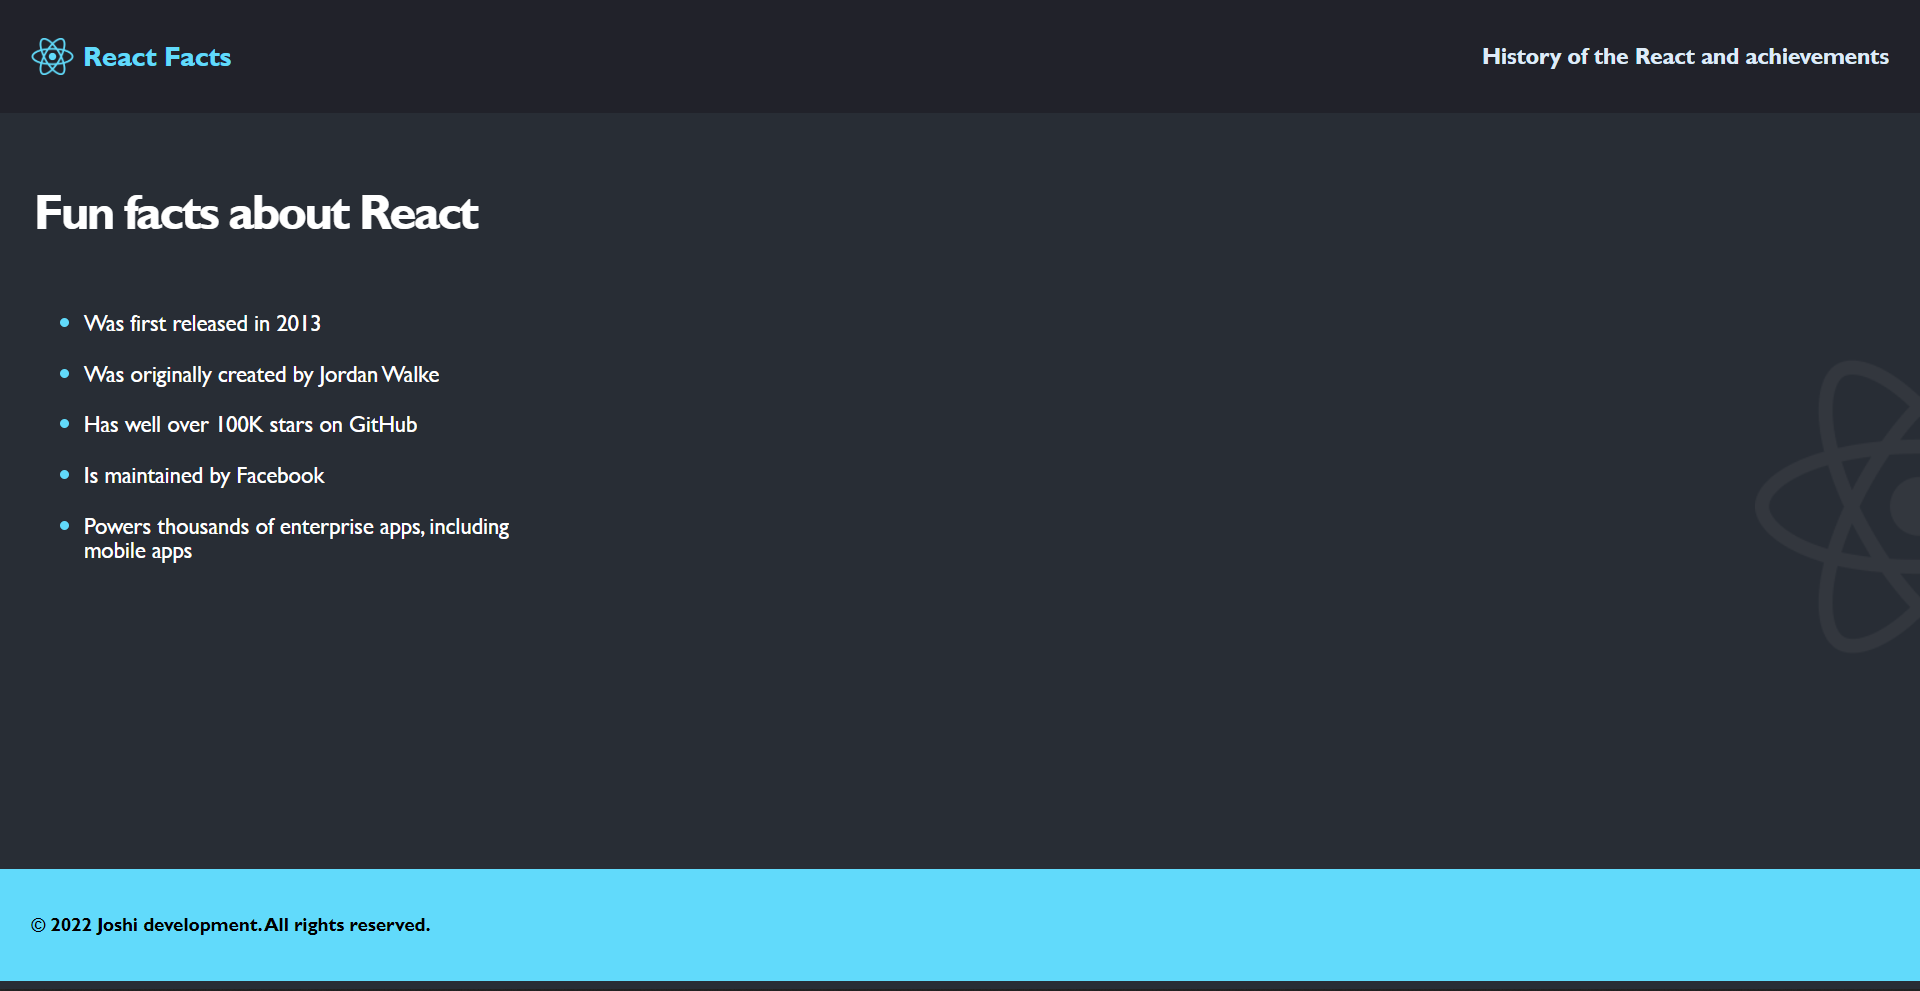 React Facts
History of the React and achievements
Fun facts about React
Was first released in 2013
Was originally created by Jordan Walke
Has well over 100K stars on GitHub
Is maintained by Facebook
Powers thousands of enterprise apps, including
mobile apps
© 2022 Joshi development. All rights reserved.